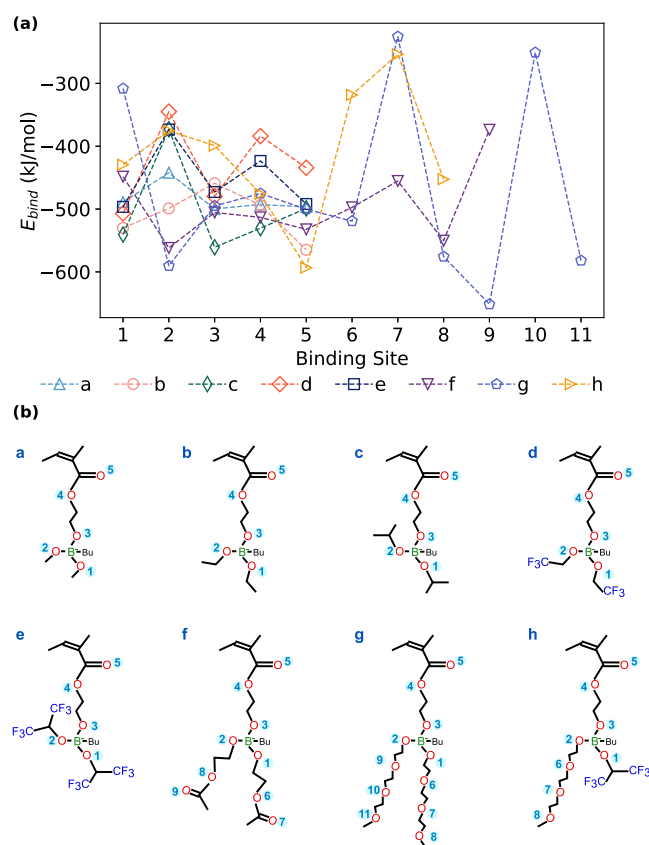 (a)
E_bind (kJ/mol)
−300
−400
−500
−600
1 2 3 4 5 6 7 8 9 10 11
Binding Site
a b c d e f g h
(b)
a
O 5
4 O
O 3
2 O B⁻ Bu
O 1
b
O 5
4 O
O 3
2 O B⁻ Bu
O 1
c
O 5
4 O
O 3
2 O B⁻ Bu
O 1
d
O 5
4 O
O 3
2 O B⁻ Bu
F₃C
O 1
CF₃
e
O 5
4 O
CF₃
F₃C
O 3
2 O B⁻ Bu
O 1
CF₃
F₃C
f
O 5
4 O
O 3
2 O B⁻ Bu
O 1
8 O
9 O
O 6
O 7
g
O 5
4 O
O 3
2 O B⁻ Bu
O 1
9 O
O 6
10 O
O 7
11 O
O 8
h
O 5
4 O
O 3
2 O B⁻ Bu
O 1
6 O
CF₃
F₃C
7 O
8 O